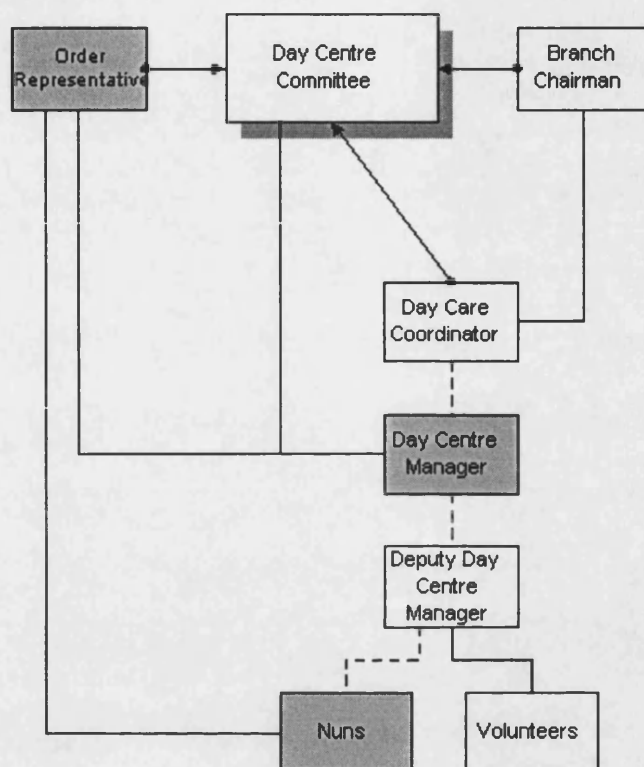 Order
Representative
Day Centre
Committee
Branch
Chairman
Day Care
Coordinator
Day Centre
Manager
Deputy Day
Centre
Manager
Nuns
Volunteers